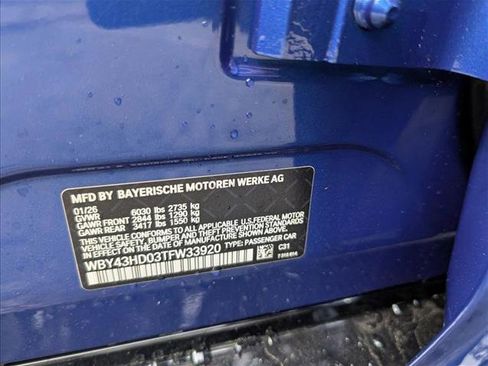 MFD BY BAYERISCHE MOTOREN WERKE AG
01/26
GVWR 6030 lbs 2735 kg
GAWR FRONT 2844 lbs 1290 kg
GAWR REAR 3417 lbs 1550 kg
THIS VEHICLE CONFORMS TO ALL APPLICABLE U.S.FEDERAL MOTOR
VEHICLE SAFETY, BUMPER AND THEFT PREVENTION STANDARDS
IN EFFECT ON THE DATE OF MANUFACTURE SHOWN ABOVE.
WBY43HD03TFW33920 TYPE: PASSENGER CAR
C31